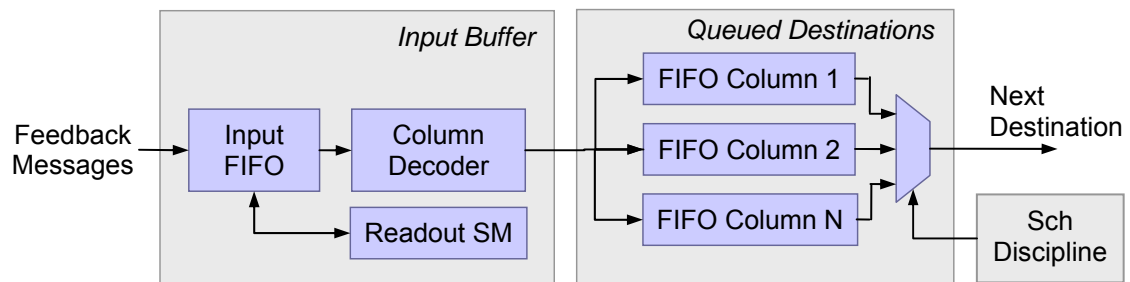 Input Buffer
Queued Destinations
Feedback
Messages
Input
FIFO
Column
Decoder
Readout SM
FIFO Column 1
FIFO Column 2
FIFO Column N
Next
Destination
Sch
Discipline